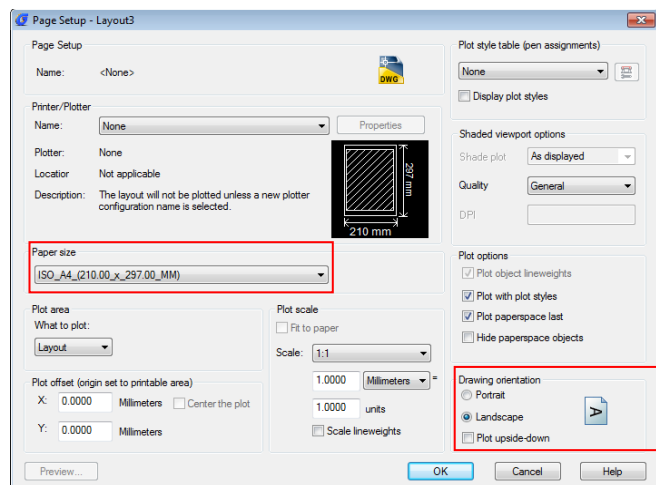 Page Setup - Layout3
Page Setup
Name: <None>
DWG
Printer/Plotter
Name: None Properties
Plotter: None
Locatior Not applicable
Description: The layout will not be plotted unless a new plotter
configuration name is selected.
297 mm
210 mm
Paper size
ISO_A4_(210.00_x_297.00_MM)
Plot area
What to plot:
Layout
Plot offset (origin set to printable area)
X: 0.0000 Millimeters Center the plot
Y: 0.0000 Millimeters
Plot scale
Fit to paper
Scale: 1:1
1.0000 Millimeters =
1.0000 units
Scale lineweights
Plot style table (pen assignments)
None
Display plot styles
Shaded viewport options
Shade plot As displayed
Quality General
DPI
Plot options
Plot object lineweights
Plot with plot styles
Plot paperspace last
Hide paperspace objects
Drawing orientation
Portrait
Landscape
Plot upside-down
A
Preview... OK Cancel Help